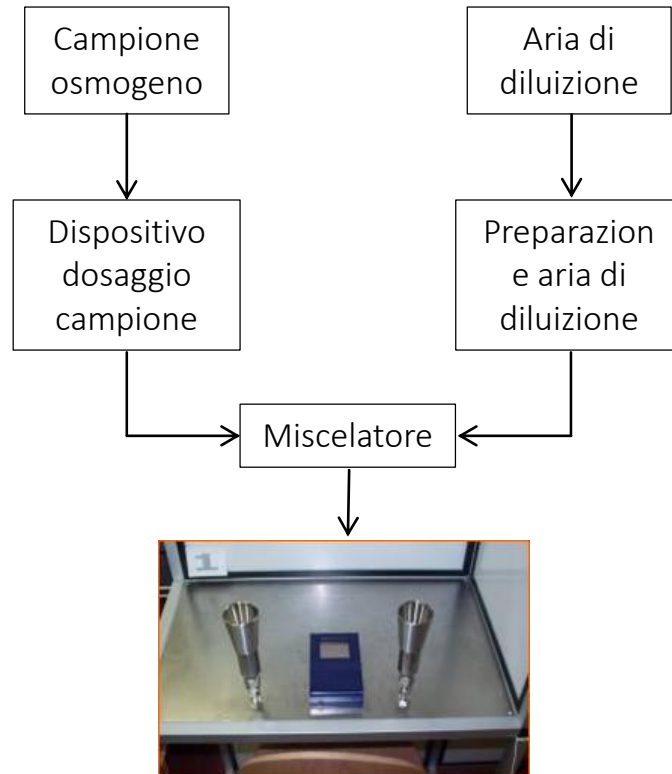 Campione
osmogeno
Aria di
diluizione
Dispositivo
dosaggio
campione
Preparazion
e aria di
diluizione
Miscelatore
1